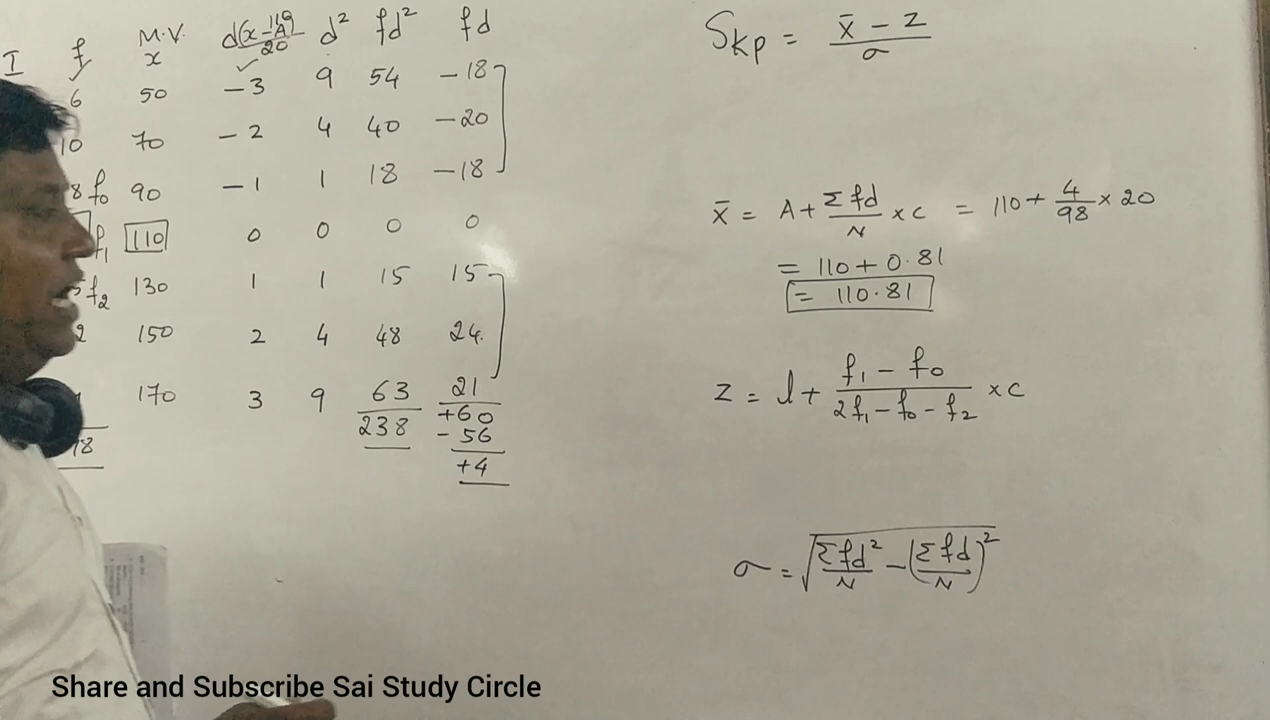 I f M.V. x d(x-A)/20 110 d² fd² fd
6 50 -3 9 54 -18
10 70 -2 4 40 -20
8 f₀ 90 -1 1 18 -18
f₁ 110 0 0 0 0
5 f₂ 130 1 1 15 15
2 150 2 4 48 24.
170 3 9 63 21
+60
238 -56
78
+4
Skp = x̄ - z / σ
x̄ = A + Σfd/N × c = 110 + 4/98 × 20
= 110 + 0.81
= 110.81
z = l + f₁ - f₀ / 2f₁ - f₀ - f₂ × c
σ = √Σfd²/N - (Σfd/N)²
Share and Subscribe Sai Study Circle